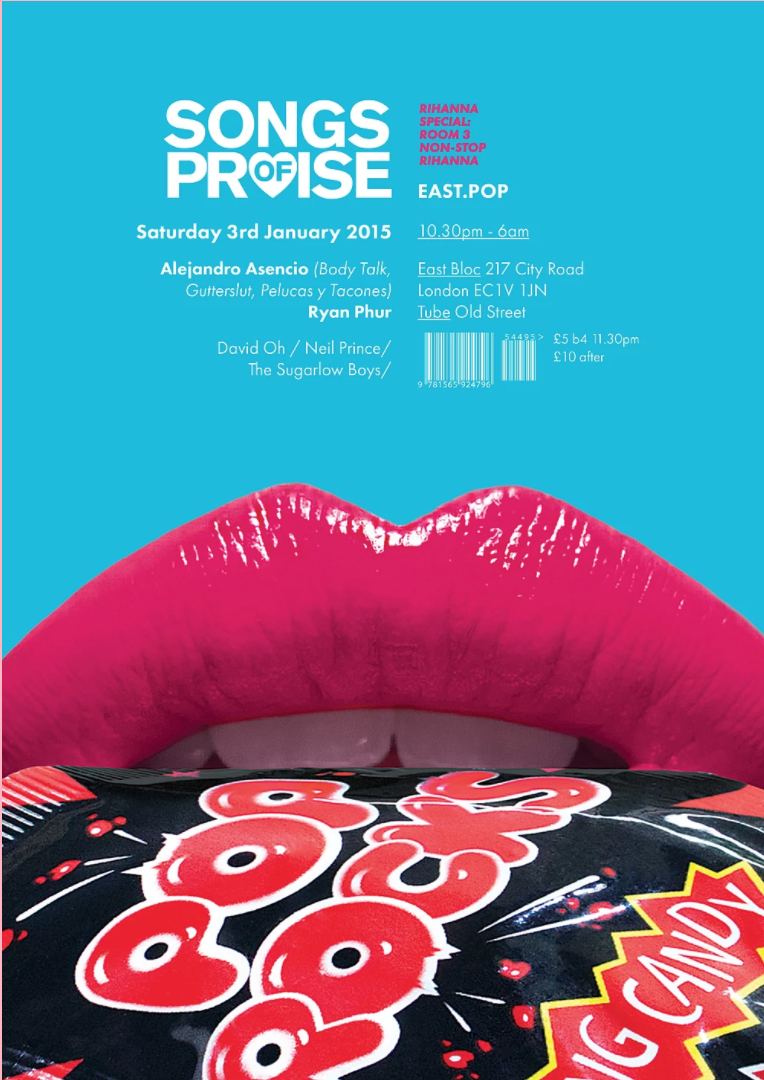 SONGS
PR OF ISE
RIHANNA
SPECIAL:
ROOM 3
NON-STOP
RIHANNA
EAST.POP
Saturday 3rd January 2015
10.30pm - 6am
Alejandro Asencio (Body Talk,
Gutterslut, Pelucas y Tacones)
Ryan Phur
East Bloc 217 City Road
London EC1V 1JN
Tube Old Street
David Oh / Neil Prince/
The Sugarlow Boys/
54495>
9 781565 924796
£5 b4 11.30pm
£10 after
POP
ROCKS
NG CANDY